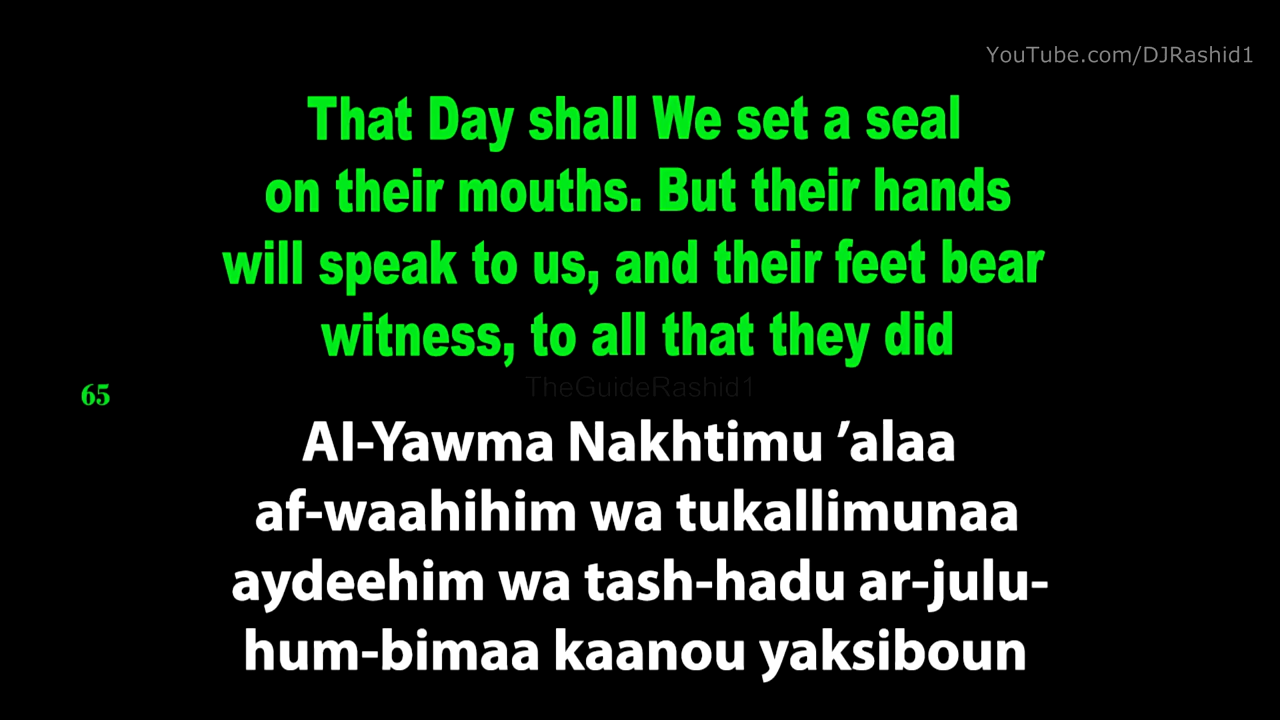 YouTube.com/DJRashid1
That Day shall We set a seal
on their mouths. But their hands
will speak to us, and their feet bear
witness, to all that they did
TheGuideRashid1
65
Al-Yawma Nakhtimu ’alaa
af-waahihim wa tukallimunaa
aydeehim wa tash-hadu ar-julu-
hum-bimaa kaanou yaksiboun